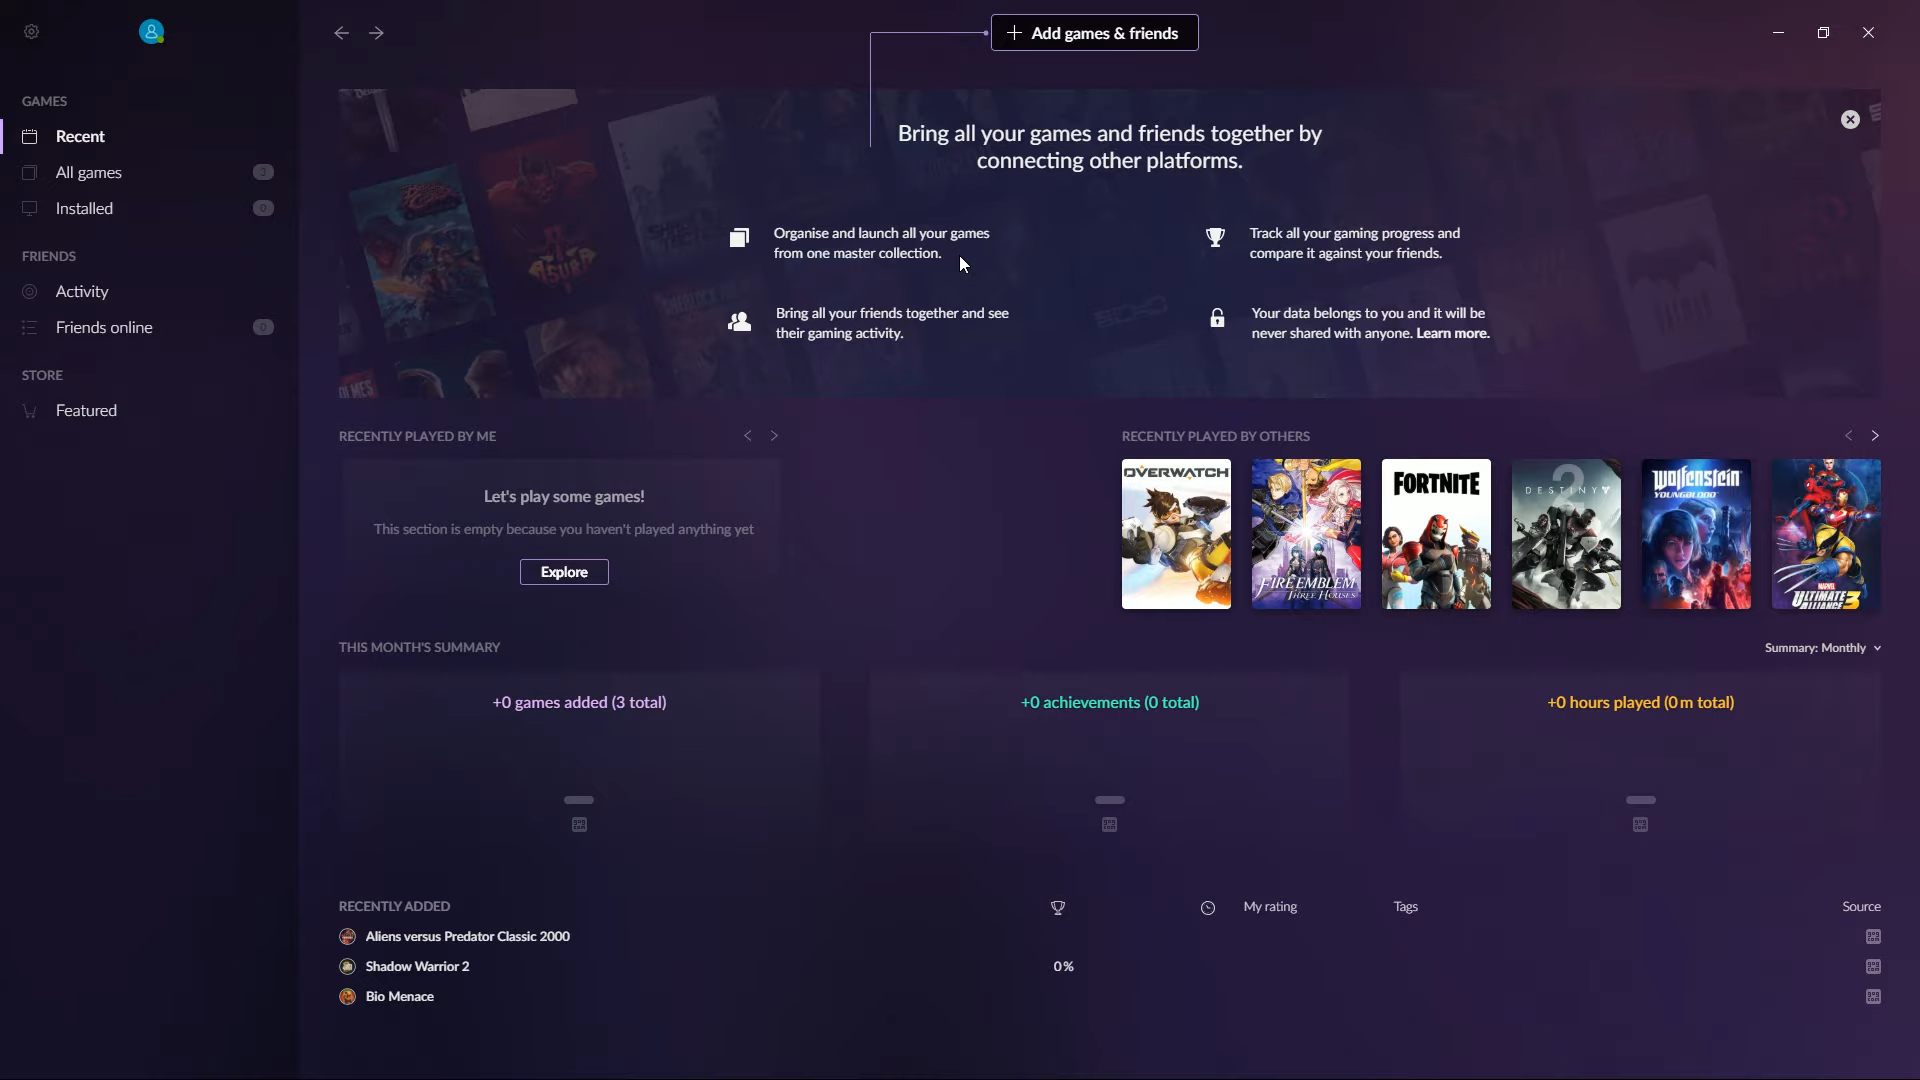 Add games & friends
GAMES
Recent
All games 3
Installed 0
FRIENDS
Activity
Friends online 0
STORE
Featured
Bring all your games and friends together by
connecting other platforms.
Organise and launch all your games
from one master collection.
Track all your gaming progress and
compare it against your friends.
Bring all your friends together and see
their gaming activity.
Your data belongs to you and it will be
never shared with anyone. Learn more.
RECENTLY PLAYED BY ME
Let's play some games!
This section is empty because you haven't played anything yet
Explore
RECENTLY PLAYED BY OTHERS
OVERWATCH
FIRE EMBLEM
THREE HOUSES
FORTNITE
DESTINY 2
Wolfenstein
YOUNGBLOOD
MARVEL
ULTIMATE
ALLIANCE 3
THIS MONTH'S SUMMARY
Summary: Monthly
+0 games added (3 total)
+0 achievements (0 total)
+0 hours played (0 m total)
RECENTLY ADDED My rating Tags Source
Aliens versus Predator Classic 2000
Shadow Warrior 2 0%
Bio Menace